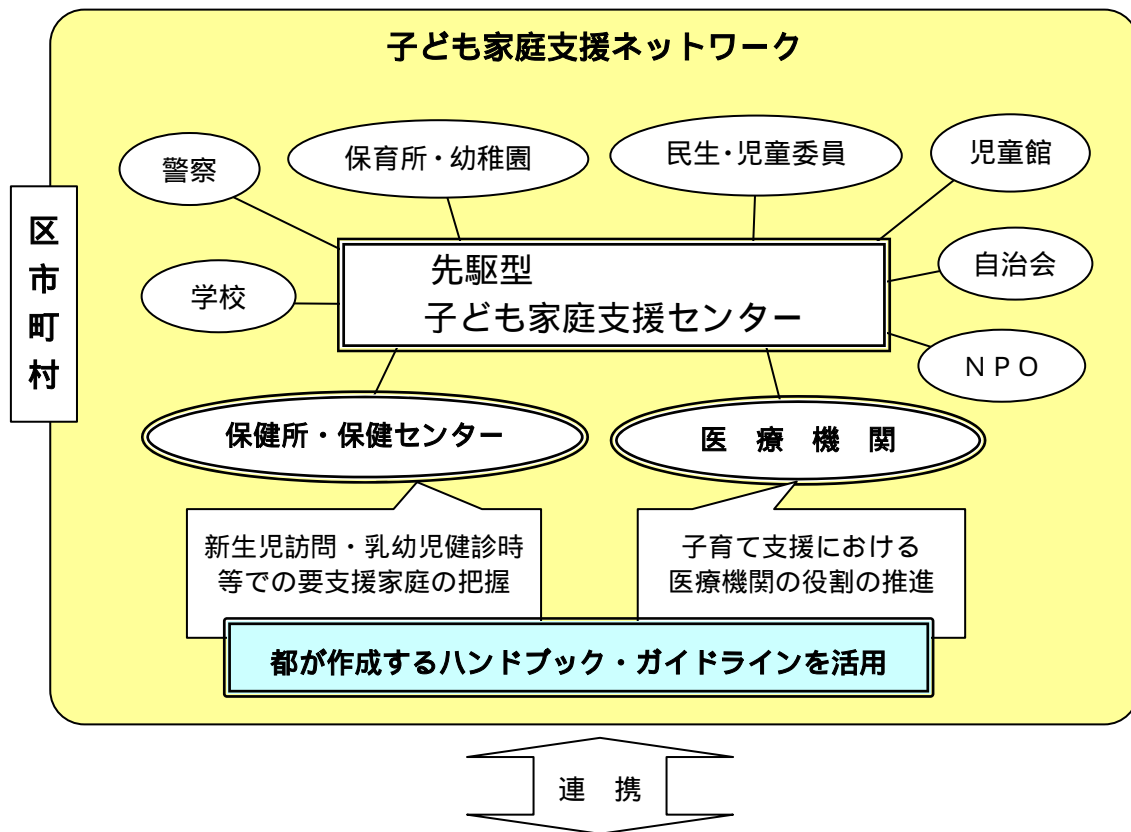 子ども家庭支援ネットワーク
警察
保育所・幼稚園
民生・児童委員
児童館
区市町村
学校
先駆型
子ども家庭支援センター
自治会
ＮＰＯ
保健所・保健センター
医　療　機　関
新生児訪問・乳幼児健診時
等での要支援家庭の把握
子育て支援における
医療機関の役割の推進
都が作成するハンドブック・ガイドラインを活用
連　携